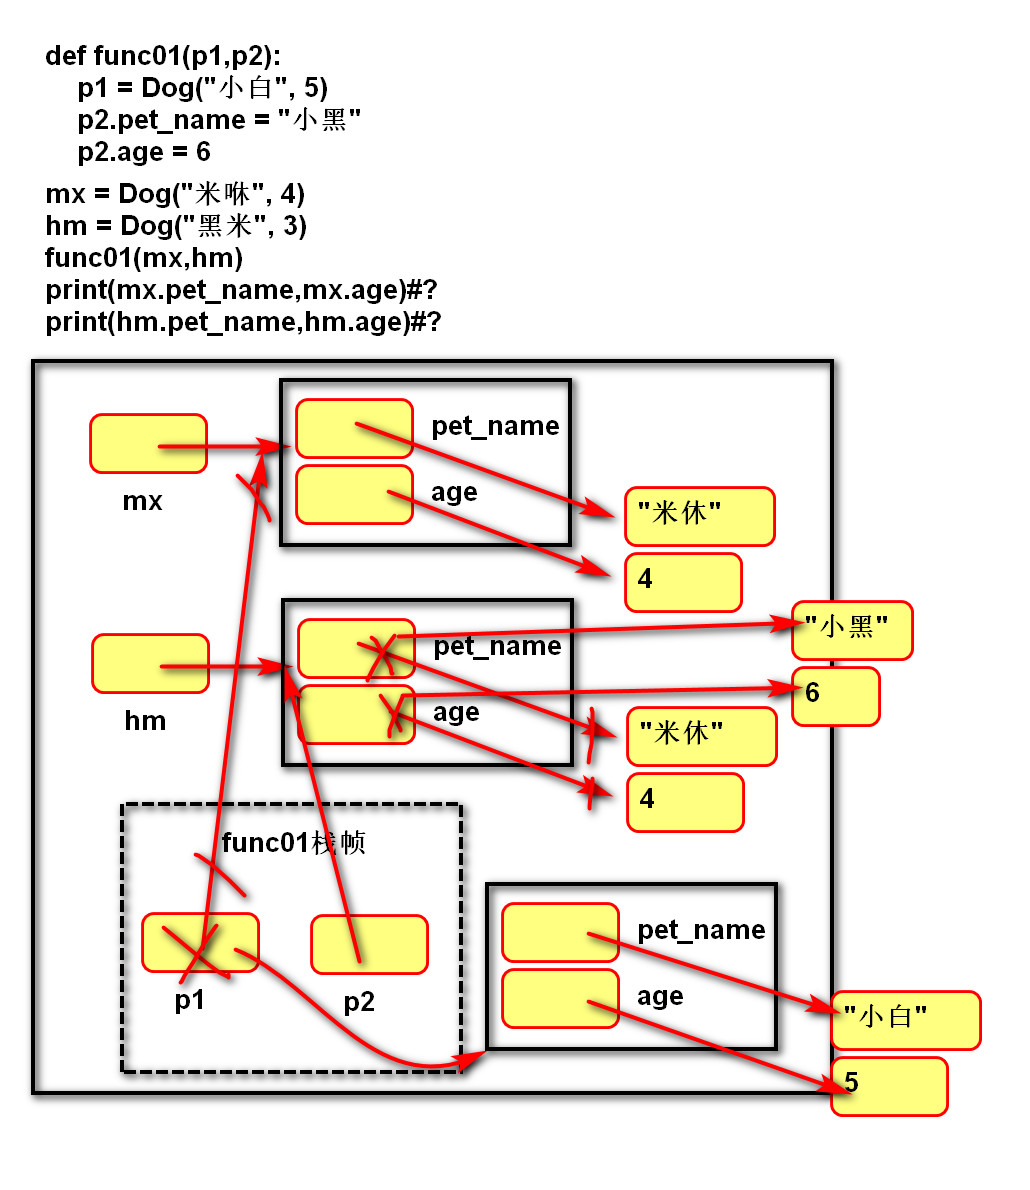 def func01(p1,p2):
    p1 = Dog("小白", 5)
    p2.pet_name = "小黑"
    p2.age = 6
mx = Dog("米咻", 4)
hm = Dog("黑米", 3)
func01(mx,hm)
print(mx.pet_name,mx.age)#?
print(hm.pet_name,hm.age)#?
pet_name
mx
age
"米休"
4
"小黑"
pet_name
hm
age
6
"米休"
4
func01栈帧
pet_name
p1
p2
age
"小白"
5